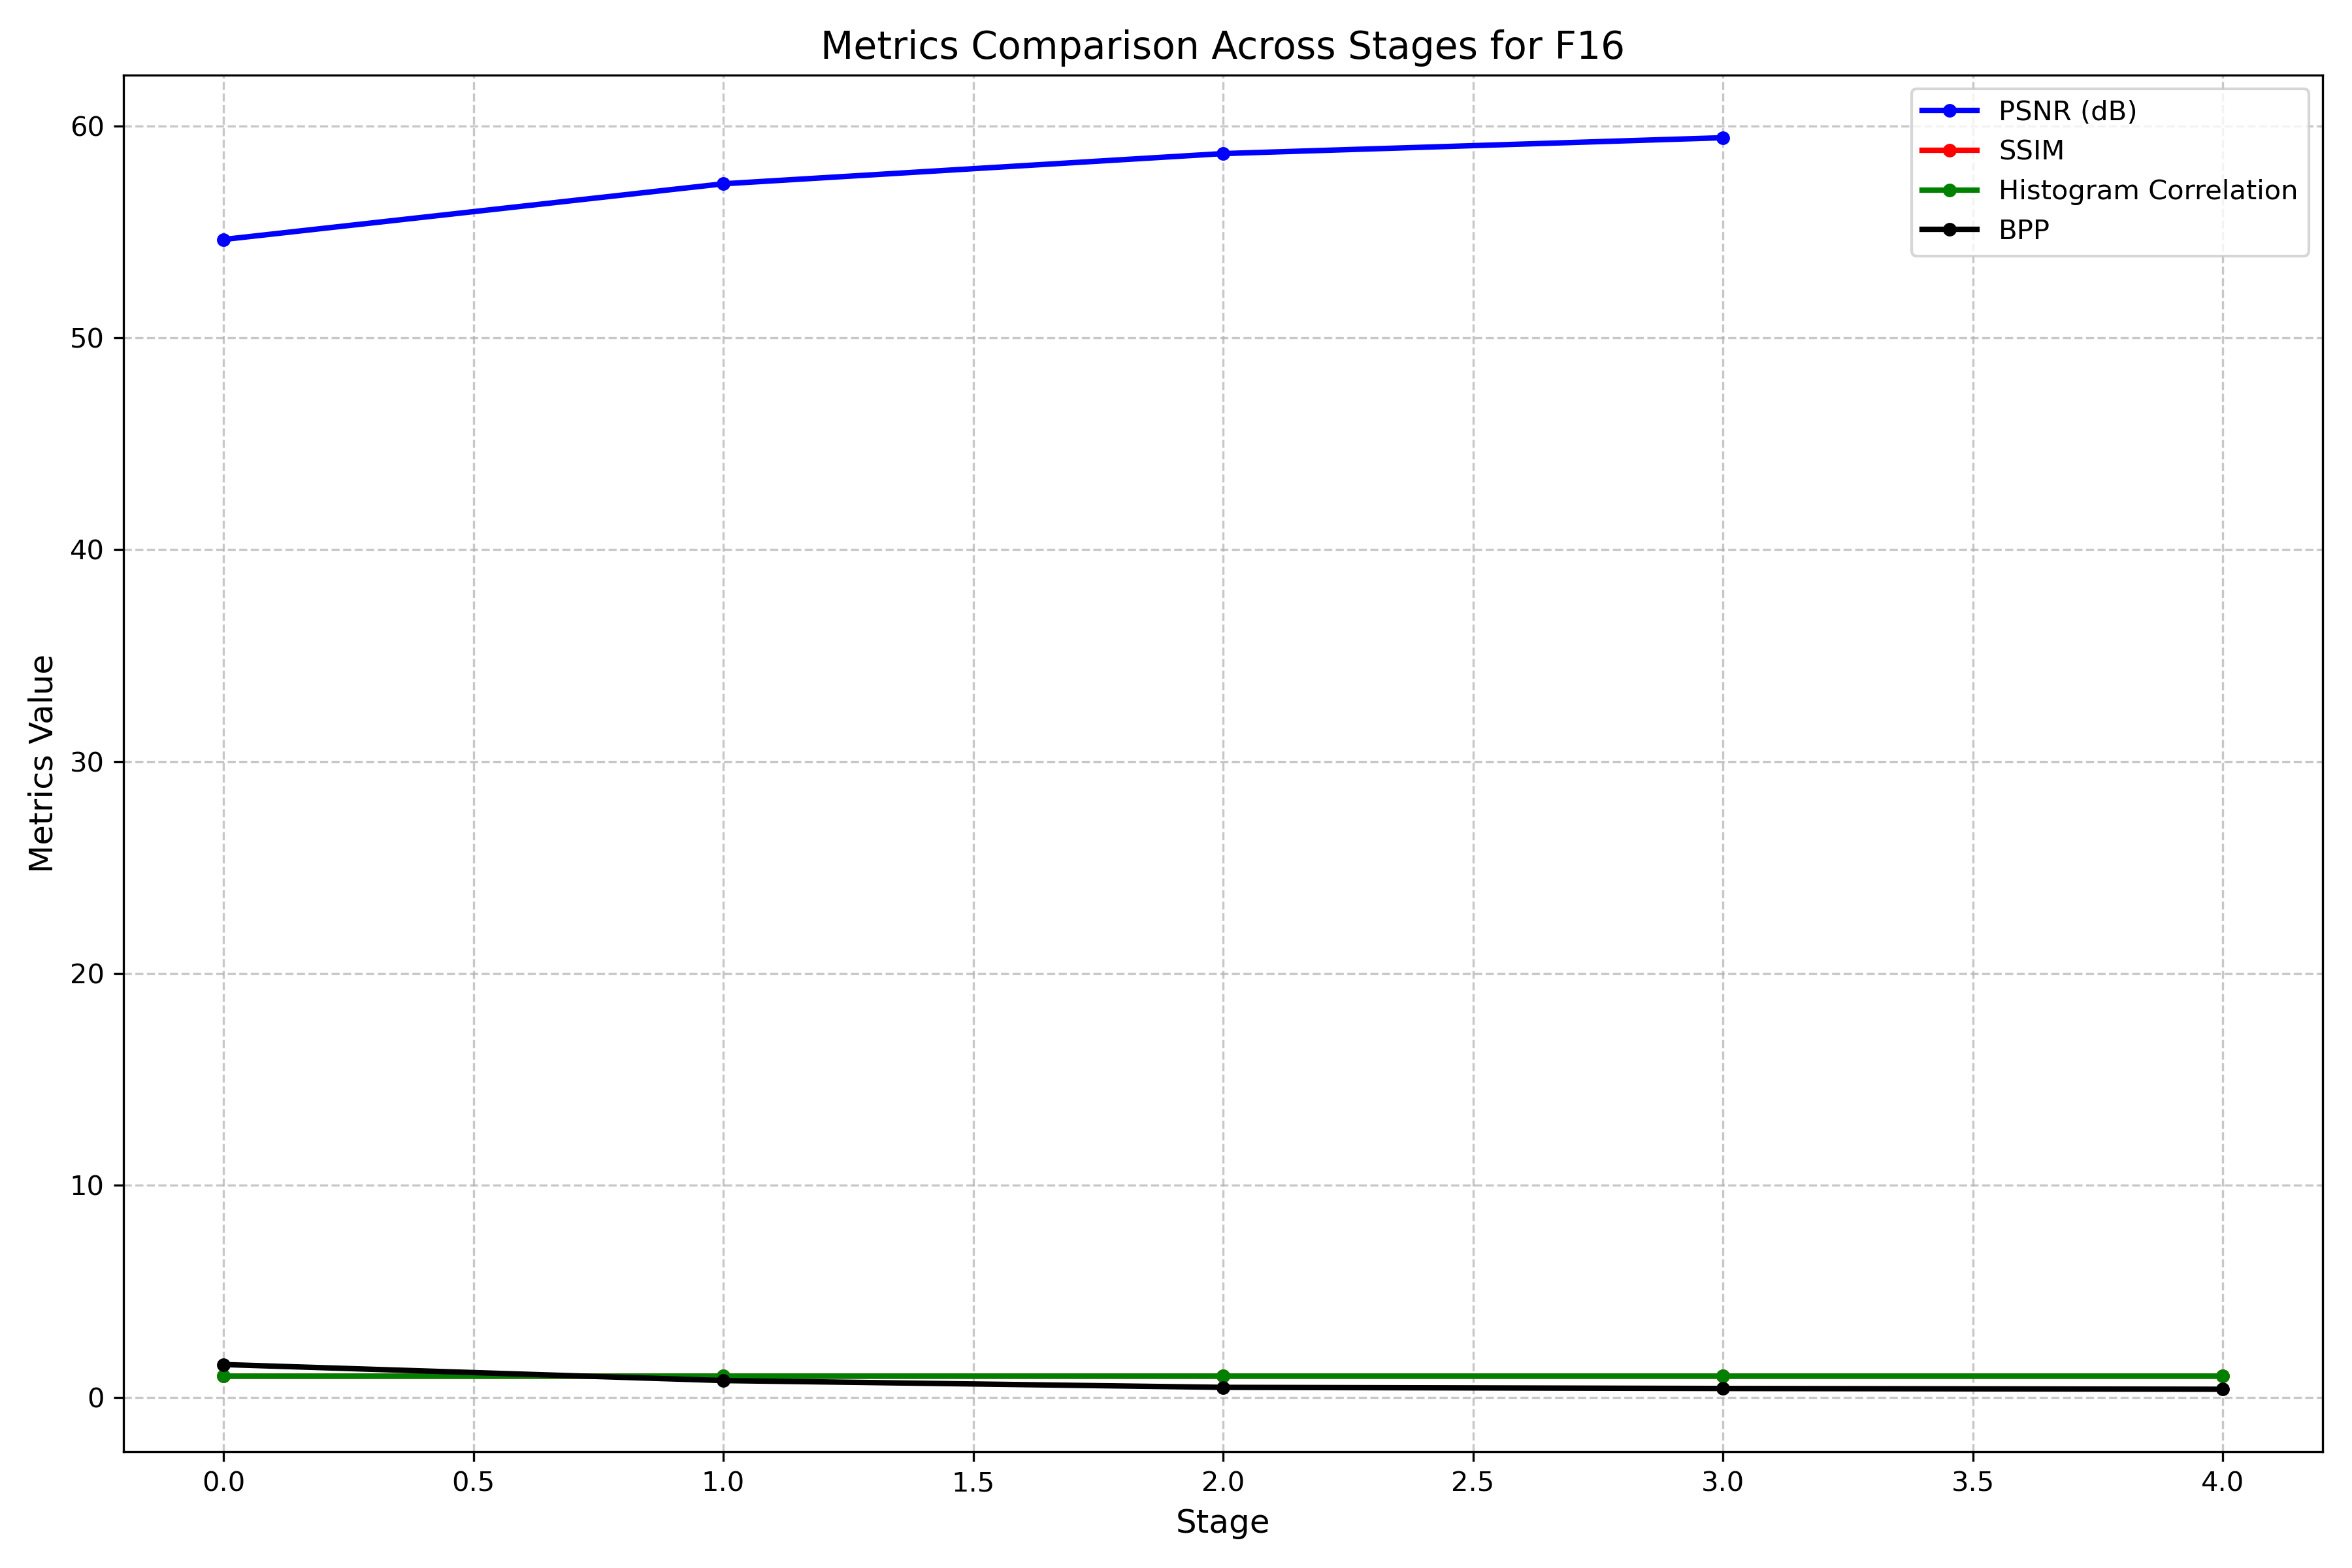 Metrics Comparison Across Stages for F16
PSNR (dB)
SSIM
Histogram Correlation
BPP
Metrics Value
60
50
40
30
20
10
0
0.0 0.5 1.0 1.5 2.0 2.5 3.0 3.5 4.0
Stage